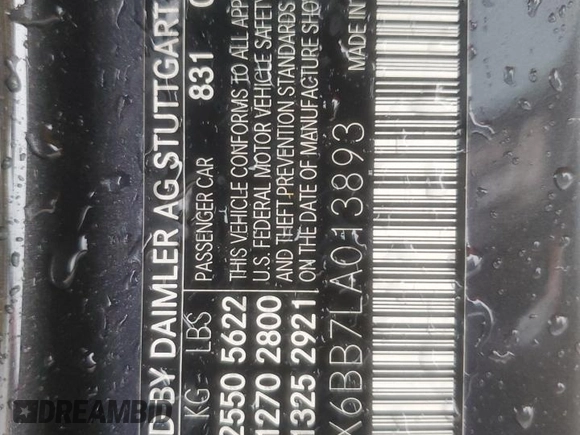 D BY DAIMLER AG STUTTGART
KG LBS PASSENGER CAR 831
2550 5622 THIS VEHICLE CONFORMS TO ALL APP
1270 2800 U.S. FEDERAL MOTOR VEHICLE SAFETY
AND THEFT PREVENTION STANDARDS
1325 2921 ON THE DATE OF MANUFACTURE SHO
X6BB7LA013893 MADE IN
DREAMBID